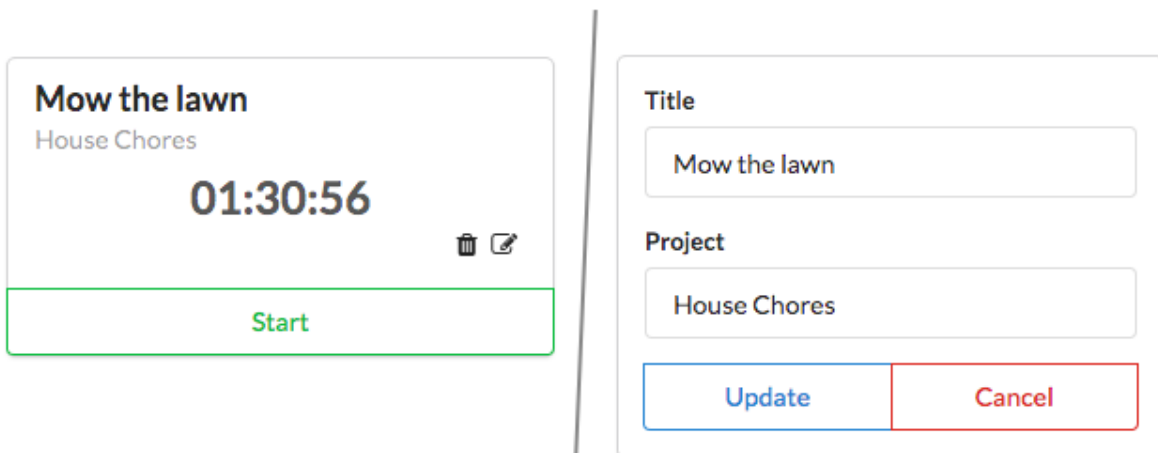 Mow the lawn
House Chores
01:30:56
Start
Title
Mow the lawn
Project
House Chores
Update
Cancel